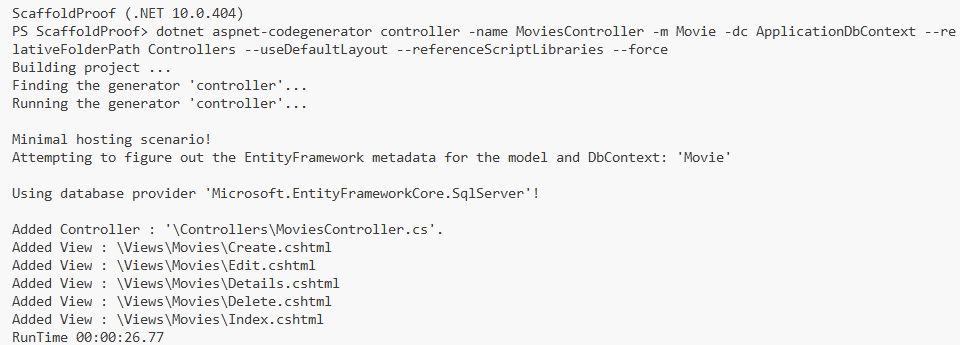 ScaffoldProof (.NET 10.0.404)
PS ScaffoldProof> dotnet aspnet-codegenerator controller -name MoviesController -m Movie -dc ApplicationDbContext --re
lativeFolderPath Controllers --useDefaultLayout --referenceScriptLibraries --force
Building project ...
Finding the generator 'controller'...
Running the generator 'controller'...
Minimal hosting scenario!
Attempting to figure out the EntityFramework metadata for the model and DbContext: 'Movie'
Using database provider 'Microsoft.EntityFrameworkCore.SqlServer'!
Added Controller : '\Controllers\MoviesController.cs'.
Added View : \Views\Movies\Create.cshtml
Added View : \Views\Movies\Edit.cshtml
Added View : \Views\Movies\Details.cshtml
Added View : \Views\Movies\Delete.cshtml
Added View : \Views\Movies\Index.cshtml
RunTime 00:00:26.77